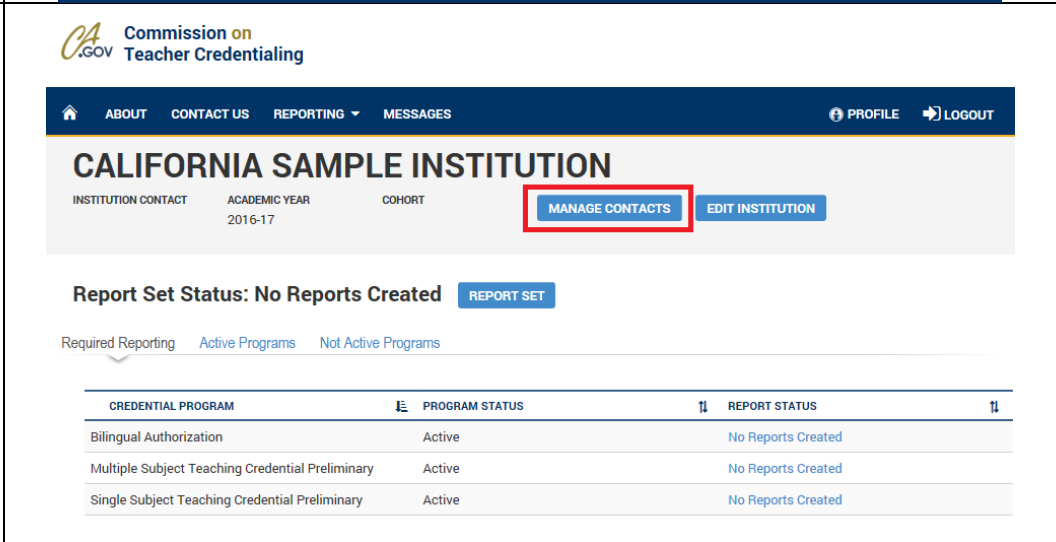 CA.GOV
Commission on
Teacher Credentialing
ABOUT CONTACT US REPORTING MESSAGES PROFILE LOGOUT
CALIFORNIA SAMPLE INSTITUTION
INSTITUTION CONTACT ACADEMIC YEAR COHORT MANAGE CONTACTS EDIT INSTITUTION
2016-17
Report Set Status: No Reports Created REPORT SET
Required Reporting Active Programs Not Active Programs
CREDENTIAL PROGRAM PROGRAM STATUS REPORT STATUS
Bilingual Authorization Active No Reports Created
Multiple Subject Teaching Credential Preliminary Active No Reports Created
Single Subject Teaching Credential Preliminary Active No Reports Created